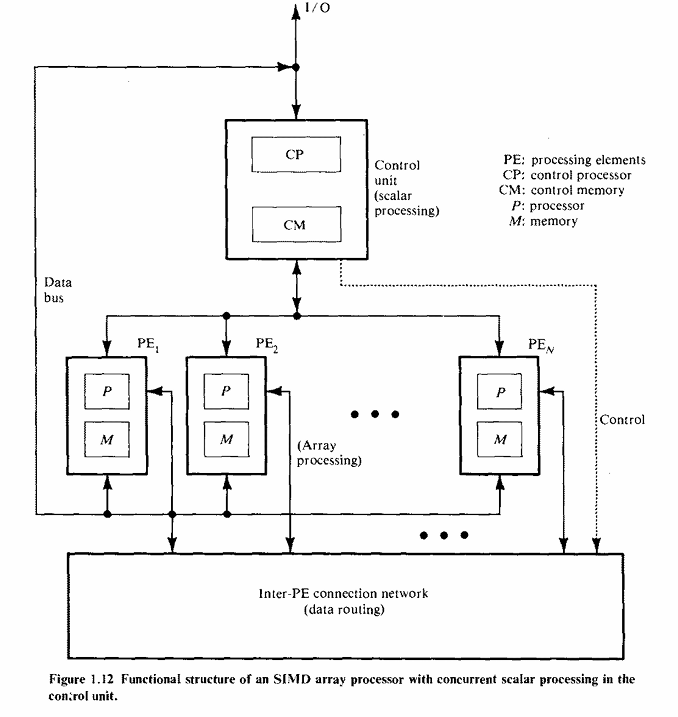 I/O
CP
CM
Control
unit
(scalar
processing)
PE: processing elements
CP: control processor
CM: control memory
P: processor
M: memory
Data
bus
PE1
PE2
PEN
P
M
P
M
P
M
(Array
processing)
Control
Inter-PE connection network
(data routing)
Figure 1.12 Functional structure of an SIMD array processor with concurrent scalar processing in the
control unit.